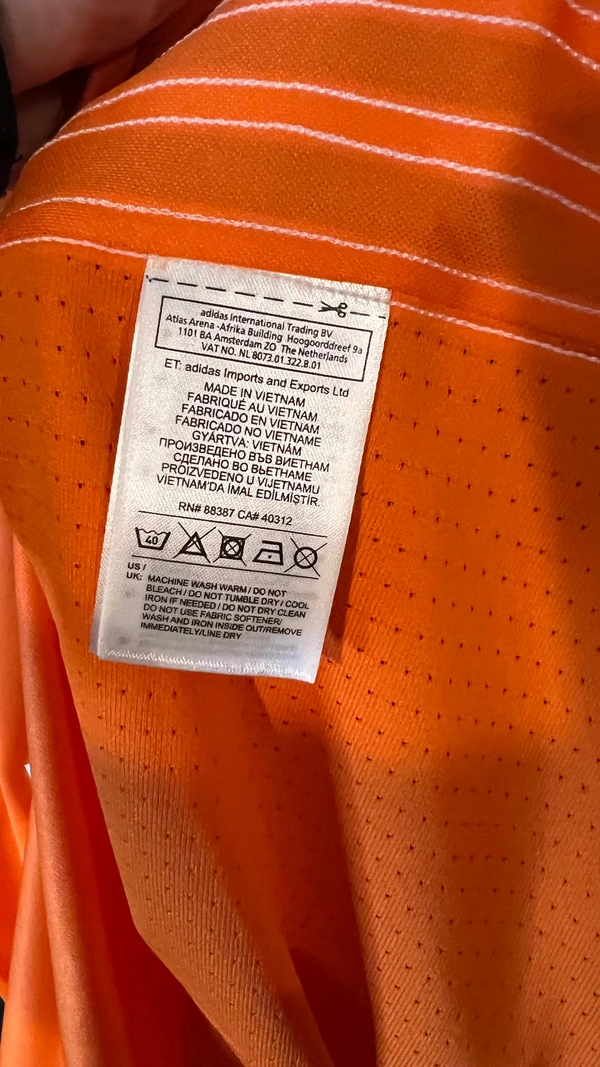 adidas International Trading BV
Atlas Arena -Afrika Building Hoogoorddreef 9a
1101 BA Amsterdam ZO The Netherlands
VAT NO. NL 8073.01.322.B.01
ET: adidas Imports and Exports Ltd
MADE IN VIETNAM
FABRIQUÉ AU VIETNAM
FABRICADO EN VIETNAM
FABRICADO NO VIETNAME
GYÁRTVA: VIETNÁM
ПРОИЗВЕДЕНО ВЪВ ВИЕТНАМ
СДЕЛАНО ВО ВЬЕТНАМЕ
PROIZVEDENO U VIJETNAMU
VIETNAM'DA İMAL EDİLMİŞTİR.
RN# 88387 CA# 40312
40
US /
UK: MACHINE WASH WARM / DO NOT
BLEACH / DO NOT TUMBLE DRY / COOL
IRON IF NEEDED / DO NOT DRY CLEAN
DO NOT USE FABRIC SOFTENER/
WASH AND IRON INSIDE OUT/REMOVE
IMMEDIATELY/LINE DRY